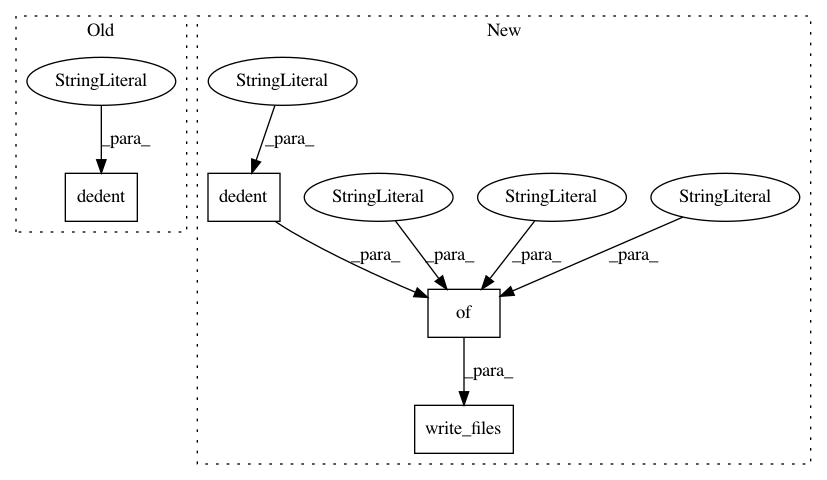 Old
New
StringLiteral
StringLiteral
_para_
_para_
dedent
dedent
StringLiteral
StringLiteral
StringLiteral
_para_
_para_
_para_
_para_
of
_para_
write_files